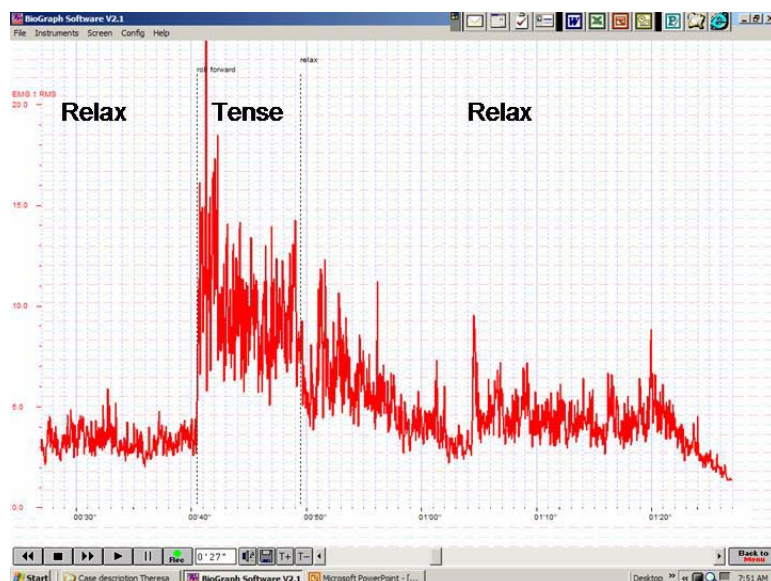 BioGraph Software V2.1
File Instruments Screen Config Help
roll forward
relax
EMG 1 RMS
Relax Tense Relax
20.0
15.0
10.0
5.0
0.0
00'30" 00'40" 00'50" 01'00" 01'10" 01'20"
Rec 0'27" T+ T- Back to
Menu
Start Case description Theresa BioGraph Software V2.1 Microsoft PowerPoint - [... Desktop » « 7:51 AM